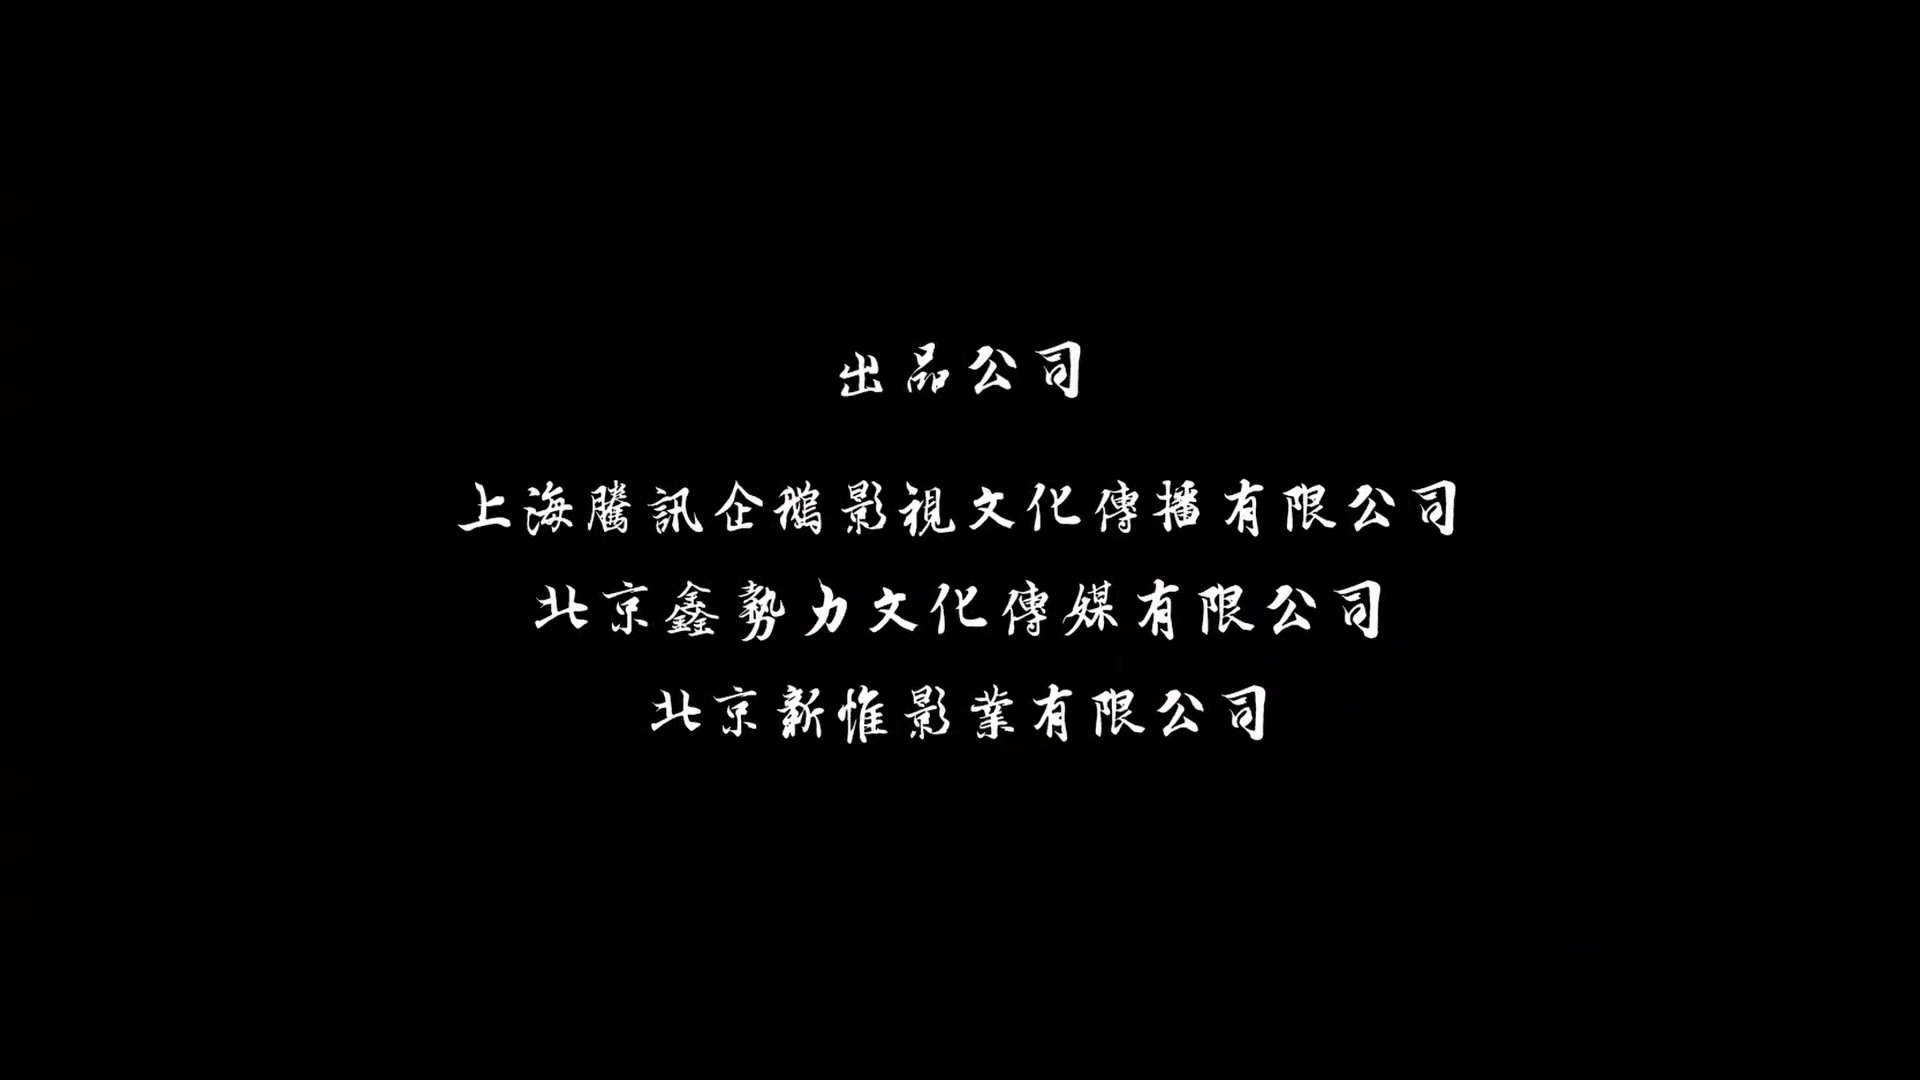 出品公司
上海騰訊企鵝影視文化傳播有限公司
北京鑫勢力文化傳媒有限公司
北京新惟影業有限公司